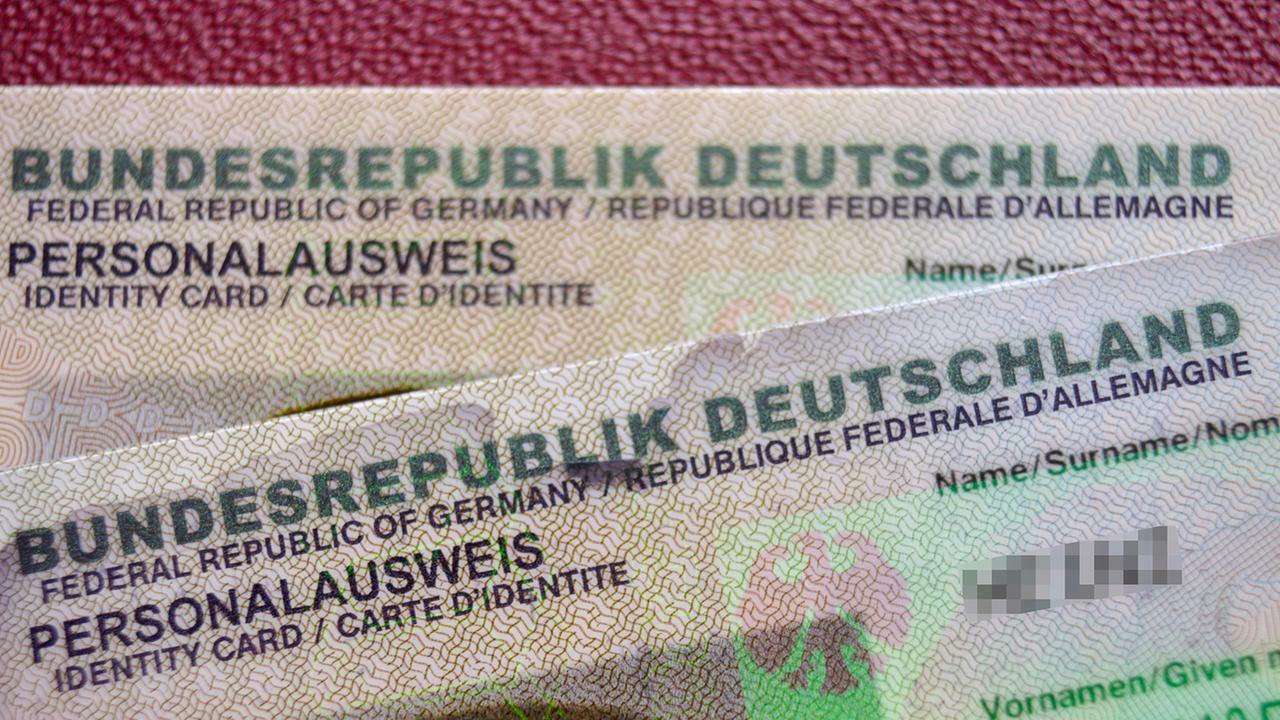 BUNDESREPUBLIK DEUTSCHLAND
FEDERAL REPUBLIC OF GERMANY / REPUBLIQUE FEDERALE D'ALLEMAGNE
PERSONALAUSWEIS
IDENTITY CARD / CARTE D'IDENTITE
Name/
BUNDESREPUBLIK DEUTSCHLAND
FEDERAL REPUBLIC OF GERMANY / REPUBLIQUE FEDERALE D'ALLEMAGNE
PERSONALAUSWEIS
IDENTITY CARD / CARTE D'IDENTITE
Name/Surname/Nom
Vornamen/Given